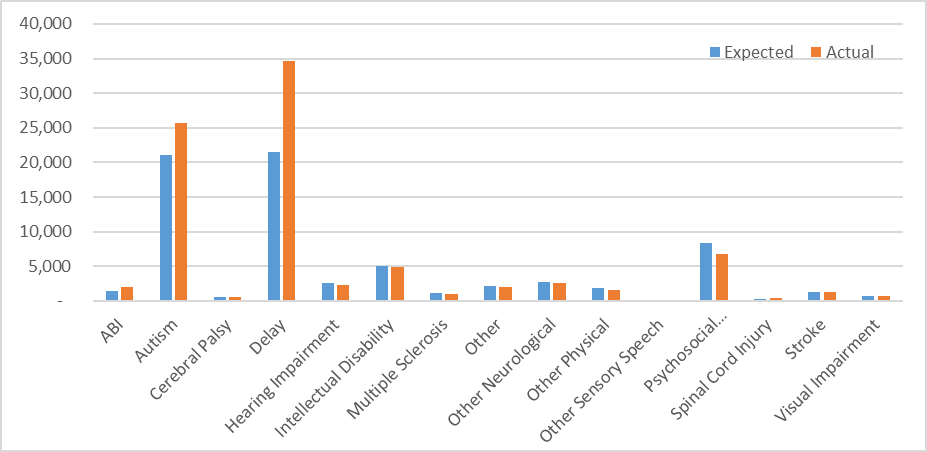 40,000
35,000
30,000
25,000
20,000
15,000
10,000
5,000
-
Expected
Actual
ABI
Autism
Cerebral Palsy
Delay
Hearing Impairment
Intellectual Disability
Multiple Sclerosis
Other
Other Neurological
Other Physical
Other Sensory Speech
Psychosocial...
Spinal Cord Injury
Stroke
Visual Impairment